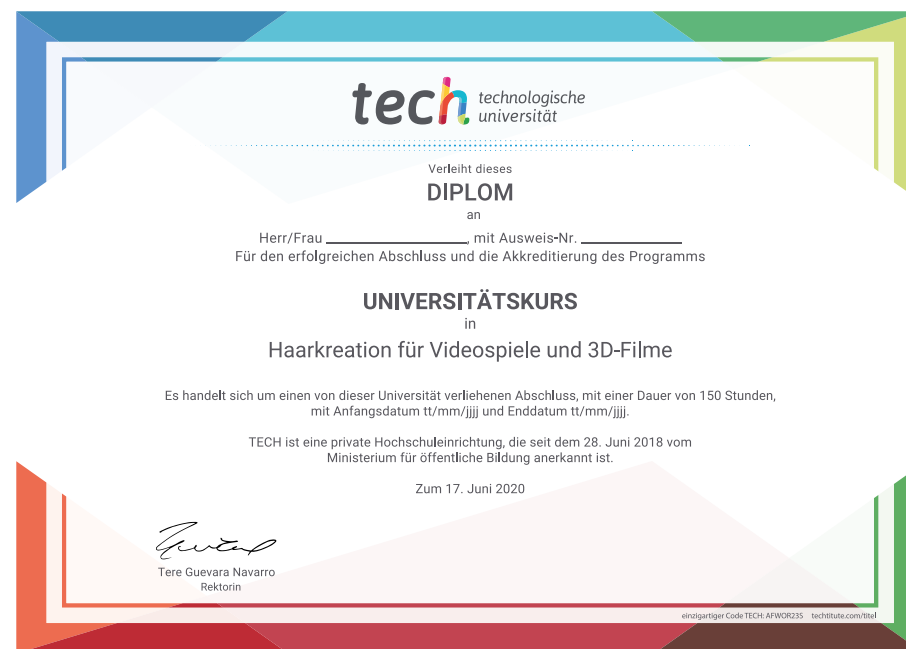 tech technologische
universität
Verleiht dieses
DIPLOM
an
Herr/Frau ____________________, mit Ausweis-Nr. ______________
Für den erfolgreichen Abschluss und die Akkreditierung des Programms
UNIVERSITÄTSKURS
in
Haarkreation für Videospiele und 3D-Filme
Es handelt sich um einen von dieser Universität verliehenen Abschluss, mit einer Dauer von 150 Stunden,
mit Anfangsdatum tt/mm/jjjj und Enddatum tt/mm/jjjj.
TECH ist eine private Hochschuleinrichtung, die seit dem 28. Juni 2018 vom
Ministerium für öffentliche Bildung anerkannt ist.
Zum 17. Juni 2020
Tere Guevara Navarro
Rektorin
einzigartiger Code TECH: AFWOR23S techtitute.com/titel